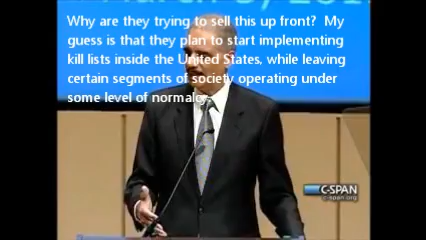 Why are they trying to sell this up front?  My
guess is that they plan to start implementing
kill lists inside the United States, while leaving
certain segments of society operating under
some level of normalcy.
C-SPAN
c-span.org